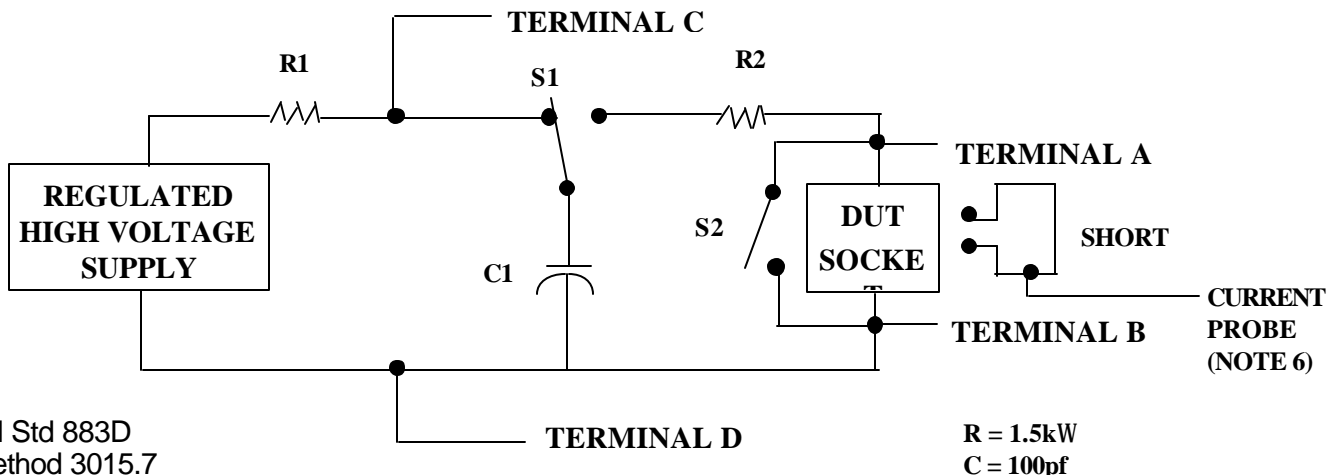 TERMINAL C
R1
S1
R2
TERMINAL A
REGULATED
HIGH VOLTAGE
SUPPLY
S2
DUT
SOCKE
T
SHORT
C1
CURRENT
PROBE
(NOTE 6)
TERMINAL B
l Std 883D
ethod 3015.7
TERMINAL D
R = 1.5kW
C = 100pf